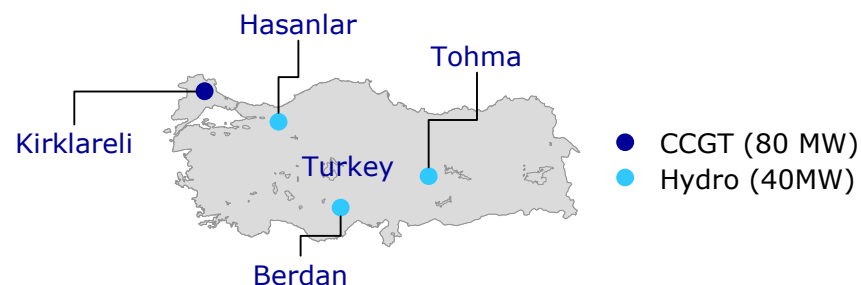 Hasanlar
Tohma
Kirklareli
Turkey
CCGT (80 MW)
Hydro (40MW)
Berdan